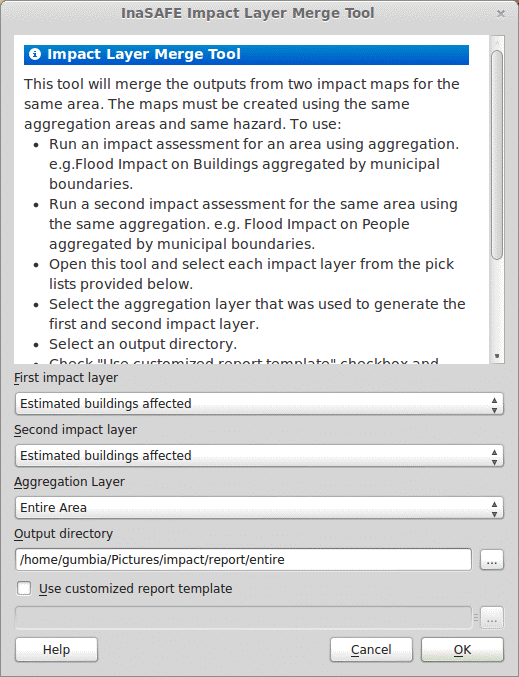 InaSAFE Impact Layer Merge Tool
Impact Layer Merge Tool
This tool will merge the outputs from two impact maps for the
same area. The maps must be created using the same
aggregation areas and same hazard. To use:
• Run an impact assessment for an area using aggregation.
e.g.Flood Impact on Buildings aggregated by municipal
boundaries.
• Run a second impact assessment for the same area using
the same aggregation. e.g. Flood Impact on People
aggregated by municipal boundaries.
• Open this tool and select each impact layer from the pick
lists provided below.
• Select the aggregation layer that was used to generate the
first and second impact layer.
• Select an output directory.
• Check "Use customized report template" checkbox and
First impact layer
Estimated buildings affected
Second impact layer
Estimated buildings affected
Aggregation Layer
Entire Area
Output directory
/home/gumbia/Pictures/impact/report/entire
...
Use customized report template
...
Help
Cancel
OK